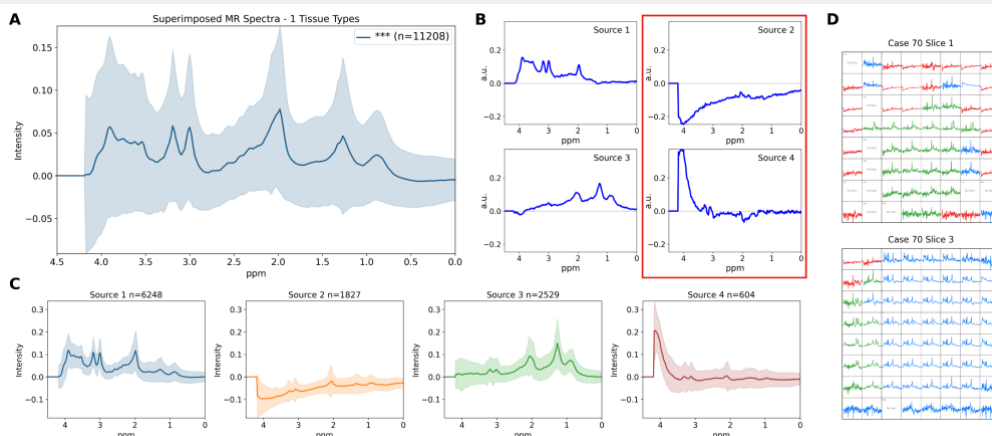 A
Superimposed MR Spectra - 1 Tissue Types
*** (n=11208)
0.15
0.10
0.05
0.00
−0.05
Intensity
4.5 4.0 3.5 3.0 2.5 2.0 1.5 1.0 0.5 0.0
ppm
B
Source 1
0.2
0.0
−0.2
a.u.
4 2 0
ppm
Source 2
0.2
0.0
−0.2
a.u.
4 2 0
ppm
Source 3
0.2
0.0
−0.2
a.u.
4 2 0
ppm
Source 4
0.2
0.0
−0.2
a.u.
4 2 0
ppm
C
Source 1 n=6248
0.3
0.2
0.1
0.0
−0.1
Intensity
4 3 2 1 0
ppm
Source 2 n=1827
0.3
0.2
0.1
0.0
−0.1
Intensity
4 3 2 1 0
ppm
Source 3 n=2529
0.3
0.2
0.1
0.0
−0.1
Intensity
4 3 2 1 0
ppm
Source 4 n=604
0.3
0.2
0.1
0.0
−0.1
Intensity
4 3 2 1 0
ppm
D
Case 70 Slice 1
Case 70 Slice 3